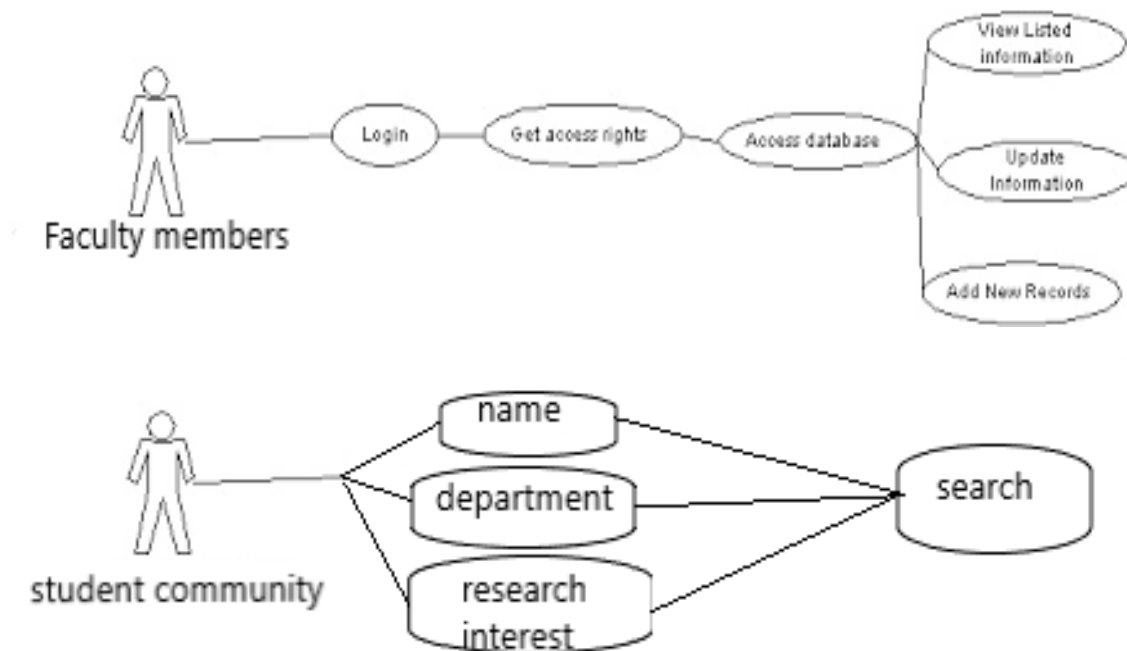 View Listed
information
Login
Get access rights
Access database
Update
Information
Faculty members
Add New Records
name
department
search
student community
research
interest